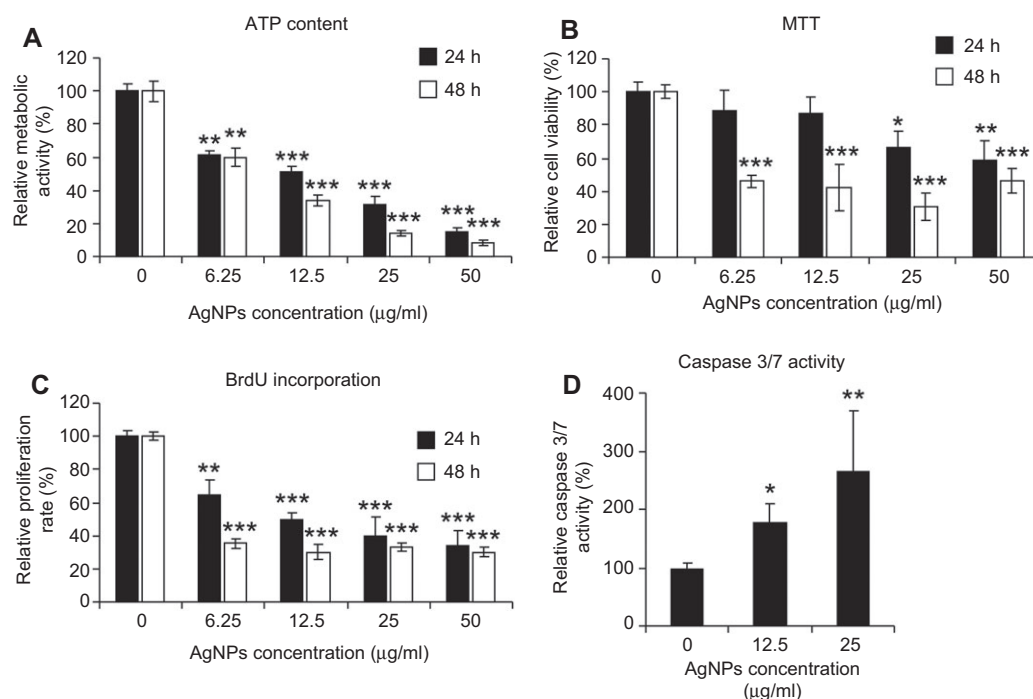 A
ATP content
Relative metabolic
activity (%)
120
100
80
60
40
20
0
24 h
48 h
** **
***
***
***
***
***
***
0 6.25 12.5 25 50
AgNPs concentration (μg/ml)
B
MTT
Relative cell viability (%)
120
100
80
60
40
20
0
24 h
48 h
***
***
*
***
**
***
0 6.25 12.5 25 50
AgNPs concentration (μg/ml)
C
BrdU incorporation
Relative proliferation
rate (%)
120
100
80
60
40
20
0
24 h
48 h
**
***
***
***
***
***
***
***
0 6.25 12.5 25 50
AgNPs concentration (μg/ml)
D
Caspase 3/7 activity
Relative caspase 3/7
activity (%)
400
300
200
100
0
*
**
0 12.5 25
AgNPs concentration
(μg/ml)